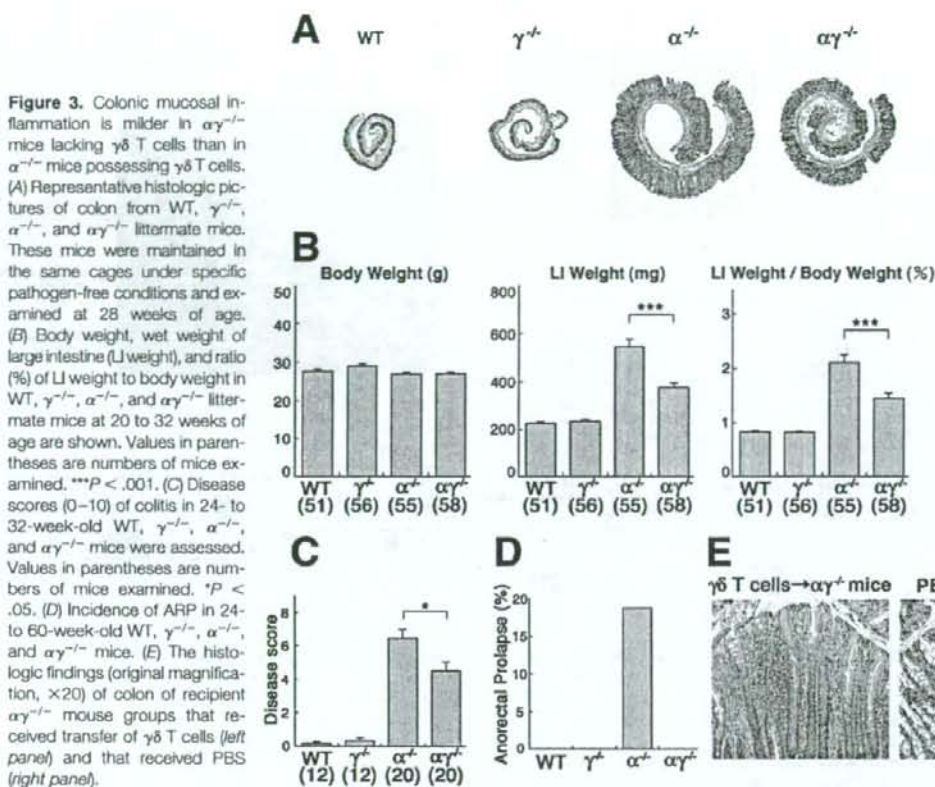 Figure 3. Colonic mucosal in-
flammation is milder in αγ⁻/⁻
mice lacking γδ T cells than in
α⁻/⁻ mice possessing γδ T cells.
(A) Representative histologic pic-
tures of colon from WT, γ⁻/⁻,
α⁻/⁻, and αγ⁻/⁻ littermate mice.
These mice were maintained in
the same cages under specific
pathogen-free conditions and ex-
amined at 28 weeks of age.
(B) Body weight, wet weight of
large intestine (LI weight), and ratio
(%) of LI weight to body weight in
WT, γ⁻/⁻, α⁻/⁻, and αγ⁻/⁻ litter-
mate mice at 20 to 32 weeks of
age are shown. Values in paren-
theses are numbers of mice ex-
amined. ***P < .001. (C) Disease
scores (0–10) of colitis in 24- to
32-week-old WT, γ⁻/⁻, α⁻/⁻,
and αγ⁻/⁻ mice were assessed.
Values in parentheses are num-
bers of mice examined. *P <
.05. (D) Incidence of ARP in 24-
to 60-week-old WT, γ⁻/⁻, α⁻/⁻,
and αγ⁻/⁻ mice. (E) The histo-
logic findings (original magnifica-
tion, ×20) of colon of recipient
αγ⁻/⁻ mouse groups that re-
ceived transfer of γδ T cells (left
panel) and that received PBS
(right panel).
A
WT γ⁻/⁻ α⁻/⁻ αγ⁻/⁻
B
Body Weight (g)
50
40
30
20
10
0
WT γ⁻/⁻ α⁻/⁻ αγ⁻/⁻
(51) (56) (55) (58)
LI Weight (mg)
800
600
400
200
0
***
WT γ⁻/⁻ α⁻/⁻ αγ⁻/⁻
(51) (56) (55) (58)
LI Weight / Body Weight (%)
3
2
1
0
***
WT γ⁻/⁻ α⁻/⁻ αγ⁻/⁻
(51) (56) (55) (58)
C
Disease score
8
6
4
2
0
*
WT γ⁻/⁻ α⁻/⁻ αγ⁻/⁻
(12) (12) (20) (20)
D
Anorectal Prolapse (%)
20
15
10
5
0
WT γ⁻/⁻ α⁻/⁻ αγ⁻/⁻
E
γδ T cells→αγ⁻/⁻ mice